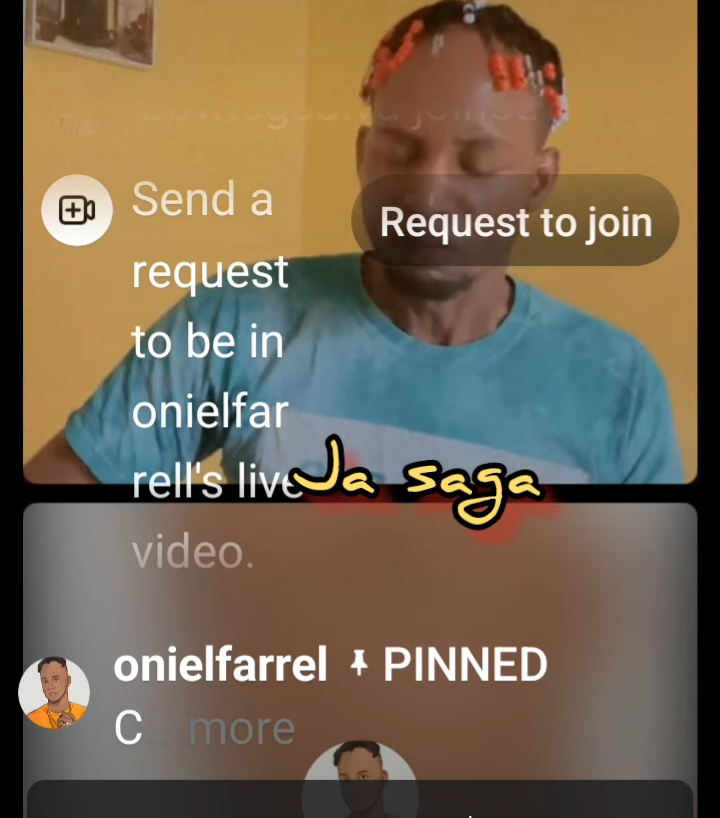 Send a
request
to be in
onielfar
rell's live
video.
Request to join
Ja saga
onielfarrel PINNED
C more